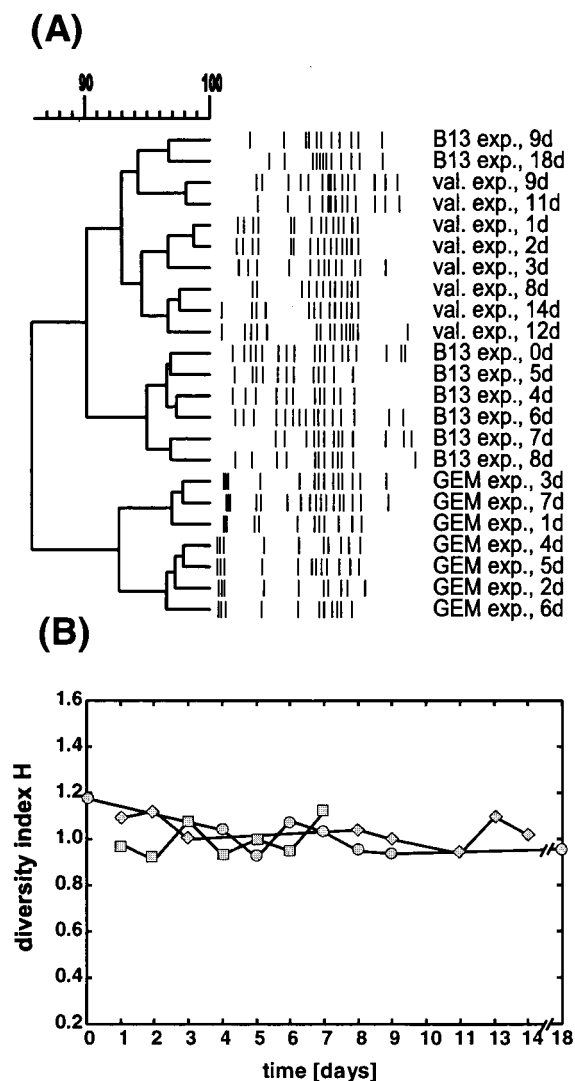 (A)
90 100
B13 exp., 9d
B13 exp., 18d
val. exp., 9d
val. exp., 11d
val. exp., 1d
val. exp., 2d
val. exp., 3d
val. exp., 8d
val. exp., 14d
val. exp., 12d
B13 exp., 0d
B13 exp., 5d
B13 exp., 4d
B13 exp., 6d
B13 exp., 7d
B13 exp., 8d
GEM exp., 3d
GEM exp., 7d
GEM exp., 1d
GEM exp., 4d
GEM exp., 5d
GEM exp., 2d
GEM exp., 6d
(B)
diversity index H
1.6
1.4
1.2
1.0
0.8
0.6
0.4
0.2
0 1 2 3 4 5 6 7 8 9 11 13 14 18
time [days]